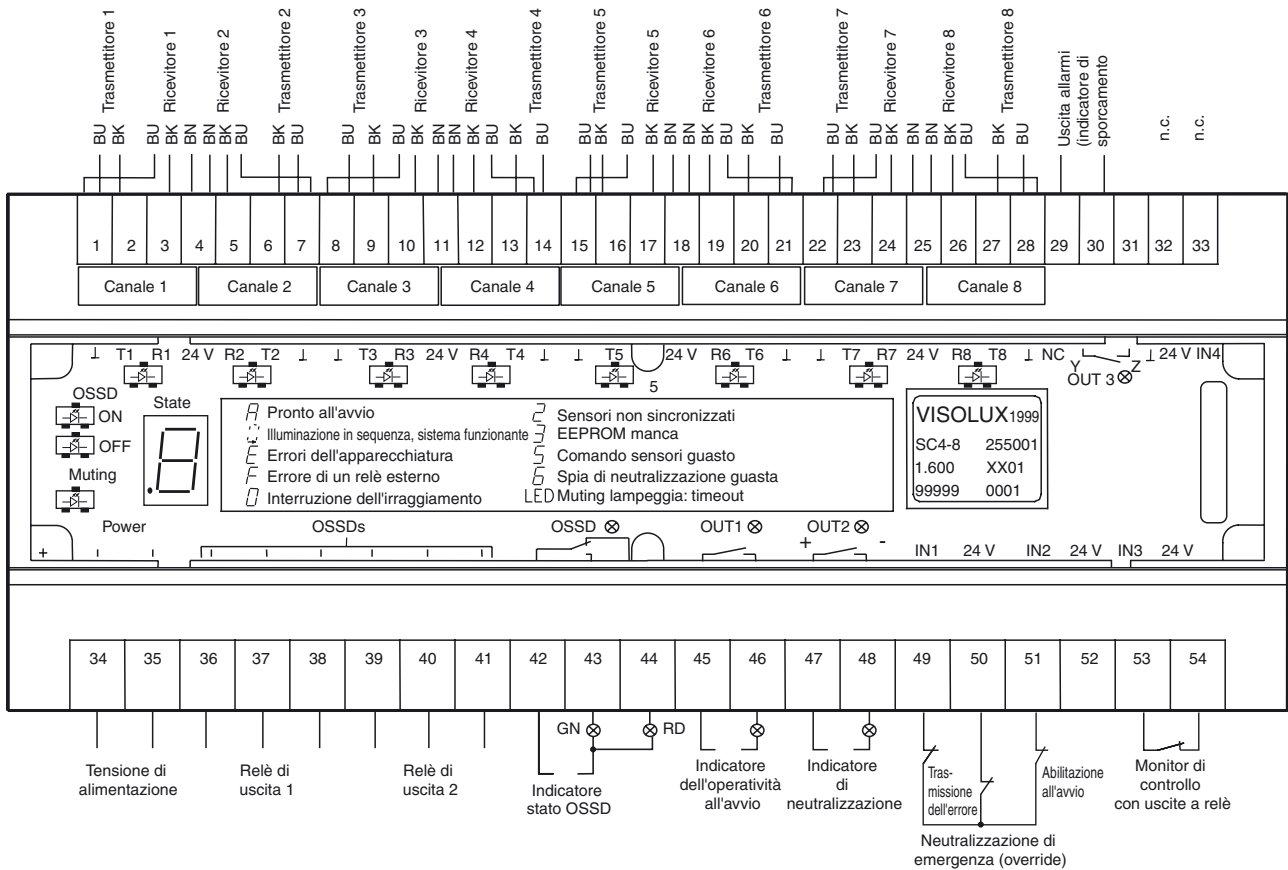 Trasmettitore 1
Ricevitore 1
Ricevitore 2
Trasmettitore 2
Trasmettitore 3
Ricevitore 3
Ricevitore 4
Trasmettitore 4
Trasmettitore 5
Ricevitore 5
Ricevitore 6
Trasmettitore 6
Trasmettitore 7
Ricevitore 7
Ricevitore 8
Trasmettitore 8
Uscita allarmi
(indicatore di
sporcamento
n.c.
n.c.
BU BK BU BK BN BN BK BU BK BU BU BK BU BK BN BN BK BU BK BU BU BK BU BK BN BN BK BU BK BU BU BK BU BK BN BN BK BU BK BU
1 2 3 4 5 6 7 8 9 10 11 12 13 14 15 16 17 18 19 20 21 22 23 24 25 26 27 28 29 30 31 32 33
Canale 1 Canale 2 Canale 3 Canale 4 Canale 5 Canale 6 Canale 7 Canale 8
T1 R1 24 V R2 T2 T3 R3 24 V R4 T4 T5 24 V R6 T6 T7 R7 24 V R8 T8 NC Y Z 24 V IN4
5
OUT 3
OSSD
ON
OFF
Muting
State
A Pronto all'avvio
Illuminazione in sequenza, sistema funzionante
E Errori dell'apparecchiatura
F Errore di un relè esterno
0 Interruzione dell'irraggiamento
2 Sensori non sincronizzati
3 EEPROM manca
5 Comando sensori guasto
6 Spia di neutralizzazione guasta
LED Muting lampeggia: timeout
VISOLUX 1999
SC4-8 255001
1.600 XX01
99999 0001
Power OSSDs OSSD OUT1 OUT2
+ + - IN1 24 V IN2 24 V IN3 24 V
34 35 36 37 38 39 40 41 42 43 44 45 46 47 48 49 50 51 52 53 54
GN RD
Tensione di
alimentazione
Relè di
uscita 1
Relè di
uscita 2
Indicatore
stato OSSD
Indicatore
dell'operatività
all'avvio
Indicatore
di
neutralizzazione
Tras-
missione
dell'errore
Abilitazione
all'avvio
Neutralizzazione di
emergenza (override)
Monitor di
controllo
con uscite a relè